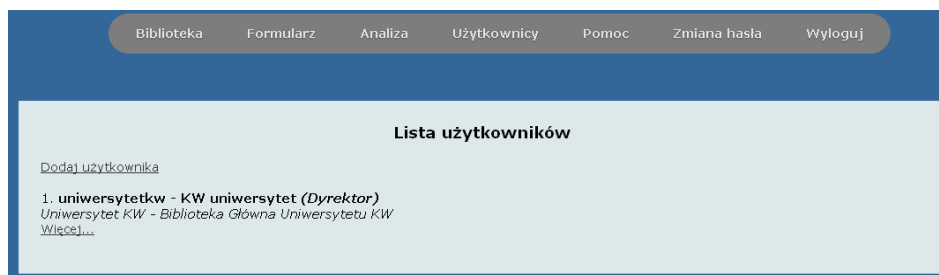 Biblioteka Formularz Analiza Użytkownicy Pomoc Zmiana hasła Wyloguj
Lista użytkowników
Dodaj użytkownika
1. uniwersytetkw - KW uniwersytet (Dyrektor)
Uniwersytet KW - Biblioteka Główna Uniwersytetu KW
Więcej...